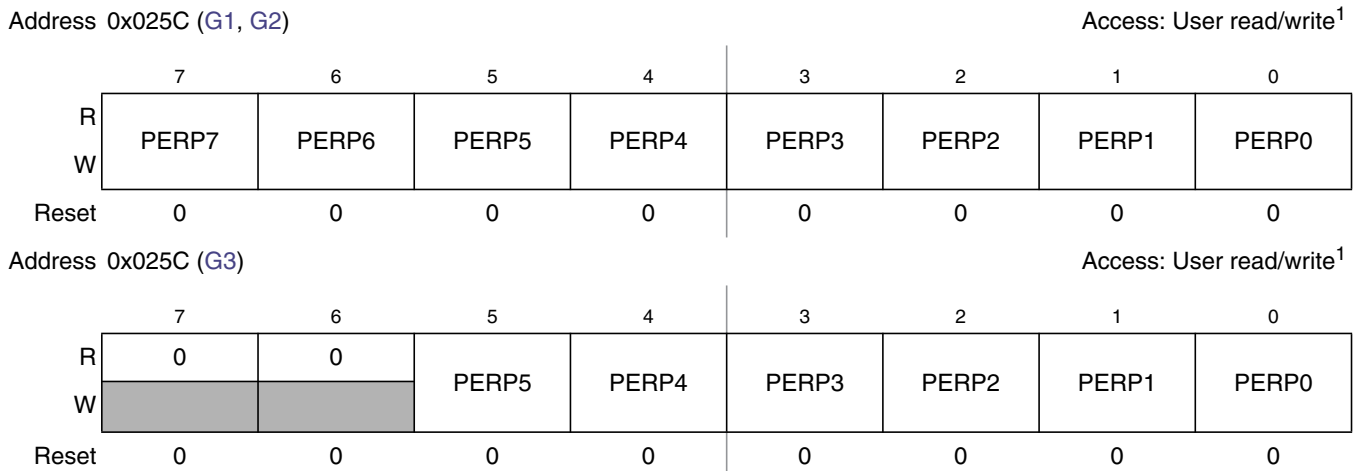 Address 0x025C (G1, G2) Access: User read/write1
7 6 5 4 3 2 1 0
R
PERP7 PERP6 PERP5 PERP4 PERP3 PERP2 PERP1 PERP0
W
Reset 0 0 0 0 0 0 0 0
Address 0x025C (G3) Access: User read/write1
7 6 5 4 3 2 1 0
R 0 0
PERP5 PERP4 PERP3 PERP2 PERP1 PERP0
W
Reset 0 0 0 0 0 0 0 0